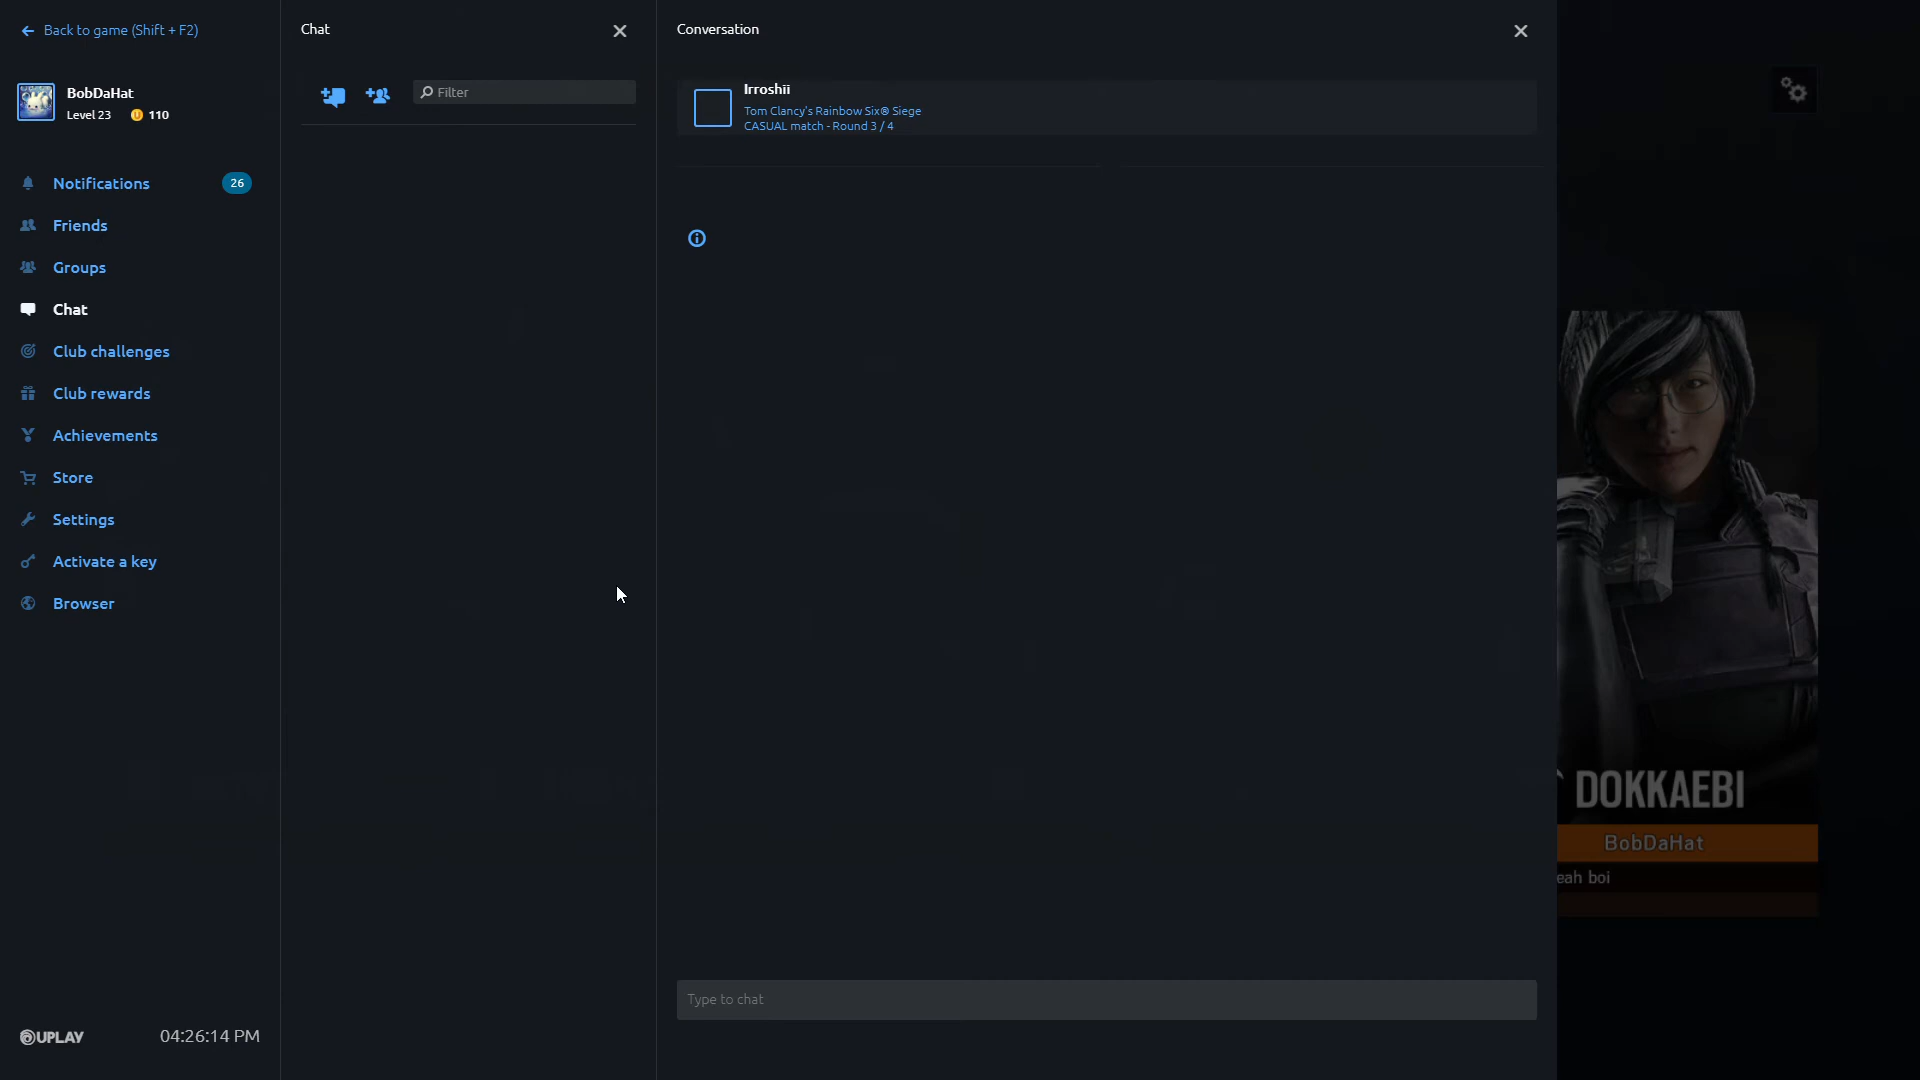 Back to game (Shift + F2)
BobDaHat
Level 23
110
Notifications
26
Friends
Groups
Chat
Club challenges
Club rewards
Achievements
Store
Settings
Activate a key
Browser
UPLAY
04:26:14 PM
Chat
Filter
Conversation
Irroshii
Tom Clancy's Rainbow Six® Siege
CASUAL match - Round 3 / 4
Type to chat
DOKKAEBI
BobDaHat
eah boi